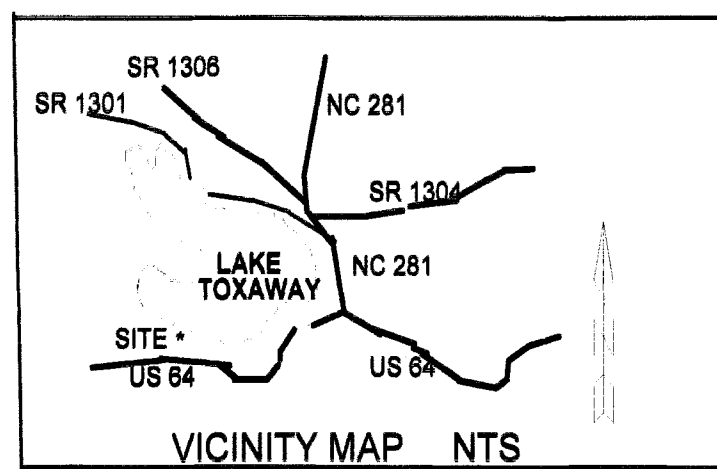 SR 1306
SR 1301
NC 281
SR 1304
LAKE
TOXAWAY
NC 281
SITE *
US 64
US 64
VICINITY MAP NTS